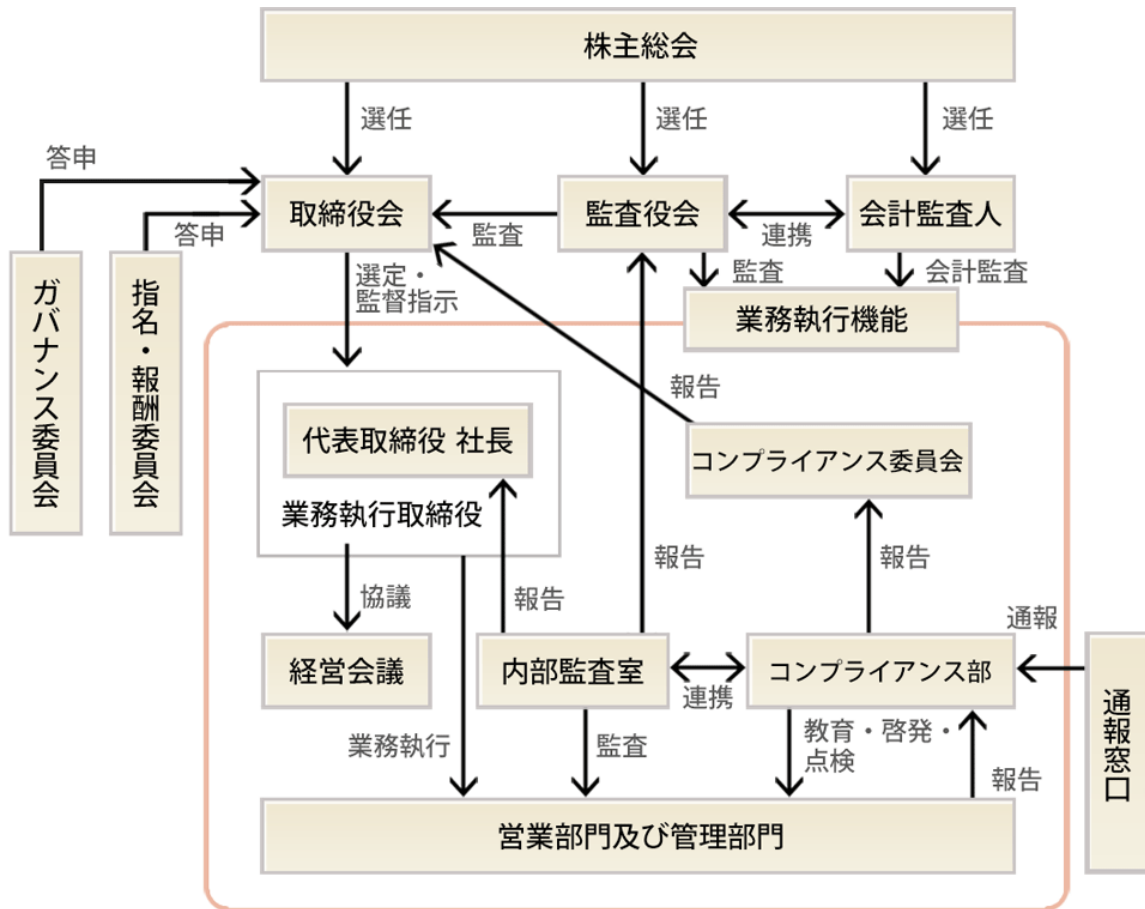 株主総会
選任
選任
選任
答申
取締役会
監査
監査役会
連携
会計監査人
答申
選定・
監督指示
監査
会計監査
ガバナンス委員会
指名・報酬委員会
業務執行機能
報告
代表取締役 社長
業務執行取締役
コンプライアンス委員会
報告
報告
報告
協議
通報
経営会議
内部監査室
連携
コンプライアンス部
通報窓口
業務執行
監査
教育・啓発・
点検
報告
営業部門及び管理部門